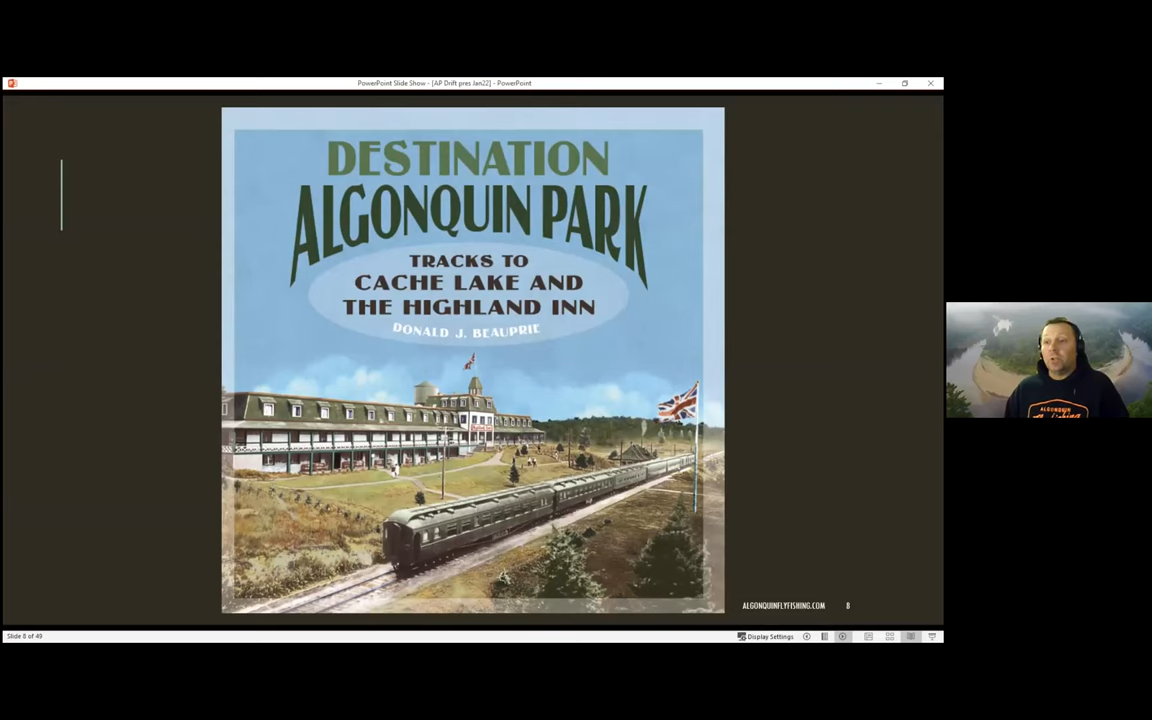 PowerPoint Slide Show - [AP Drift pres Jan22] - PowerPoint
DESTINATION
ALGONQUIN PARK
TRACKS TO
CACHE LAKE AND
THE HIGHLAND INN
DONALD J. BEAUPRIE
ALGONQUIN
ALGONQUINFLYFISHING.COM 8
Slide 8 of 49
Display Settings